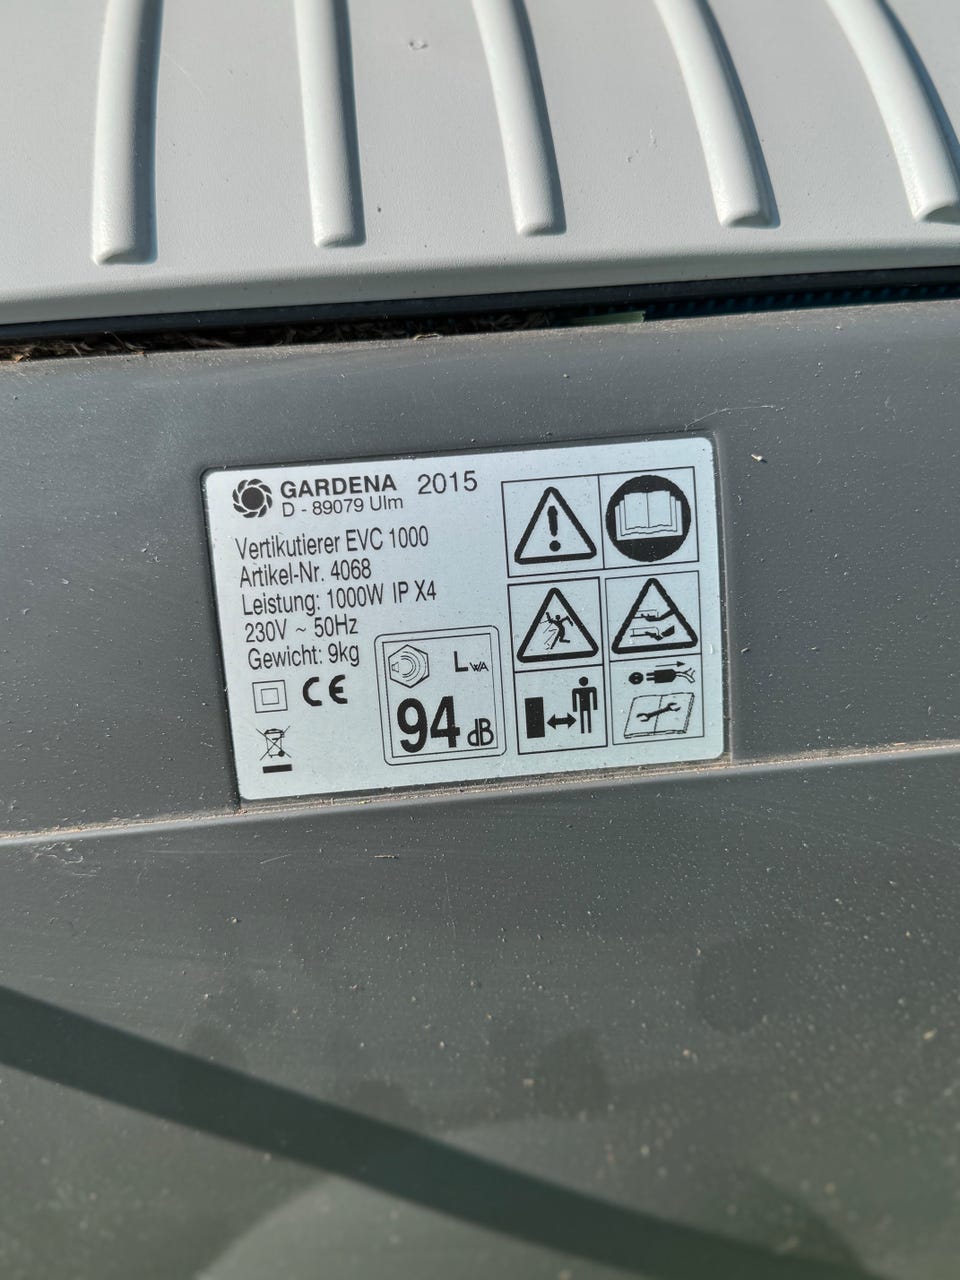 GARDENA 2015
D - 89079 Ulm
Vertikutierer EVC 1000
Artikel-Nr. 4068
Leistung: 1000W IP X4
230V ~ 50Hz
Gewicht: 9kg
CE
LWA
94 dB